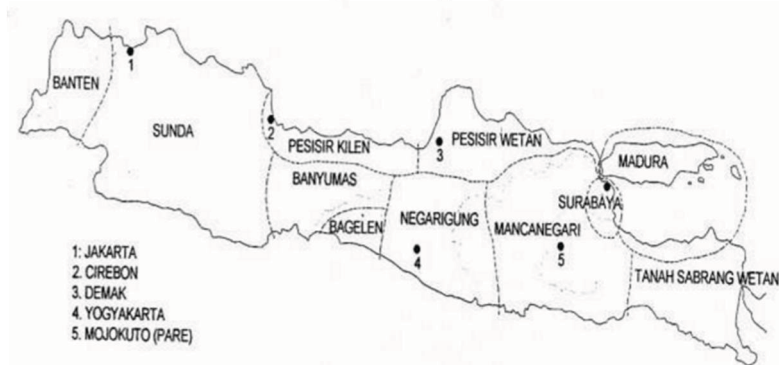 BANTEN
1
SUNDA
2
PESISIR KILEN
3
PESISIR WETAN
MADURA
BANYUMAS
SURABAYA
BAGELEN
NEGARIGUNG
MANCANEGARI
4
5
TANAH SABRANG WETAN
1: JAKARTA
2. CIREBON
3. DEMAK
4. YOGYAKARTA
5. MOJOKUTO (PARE)